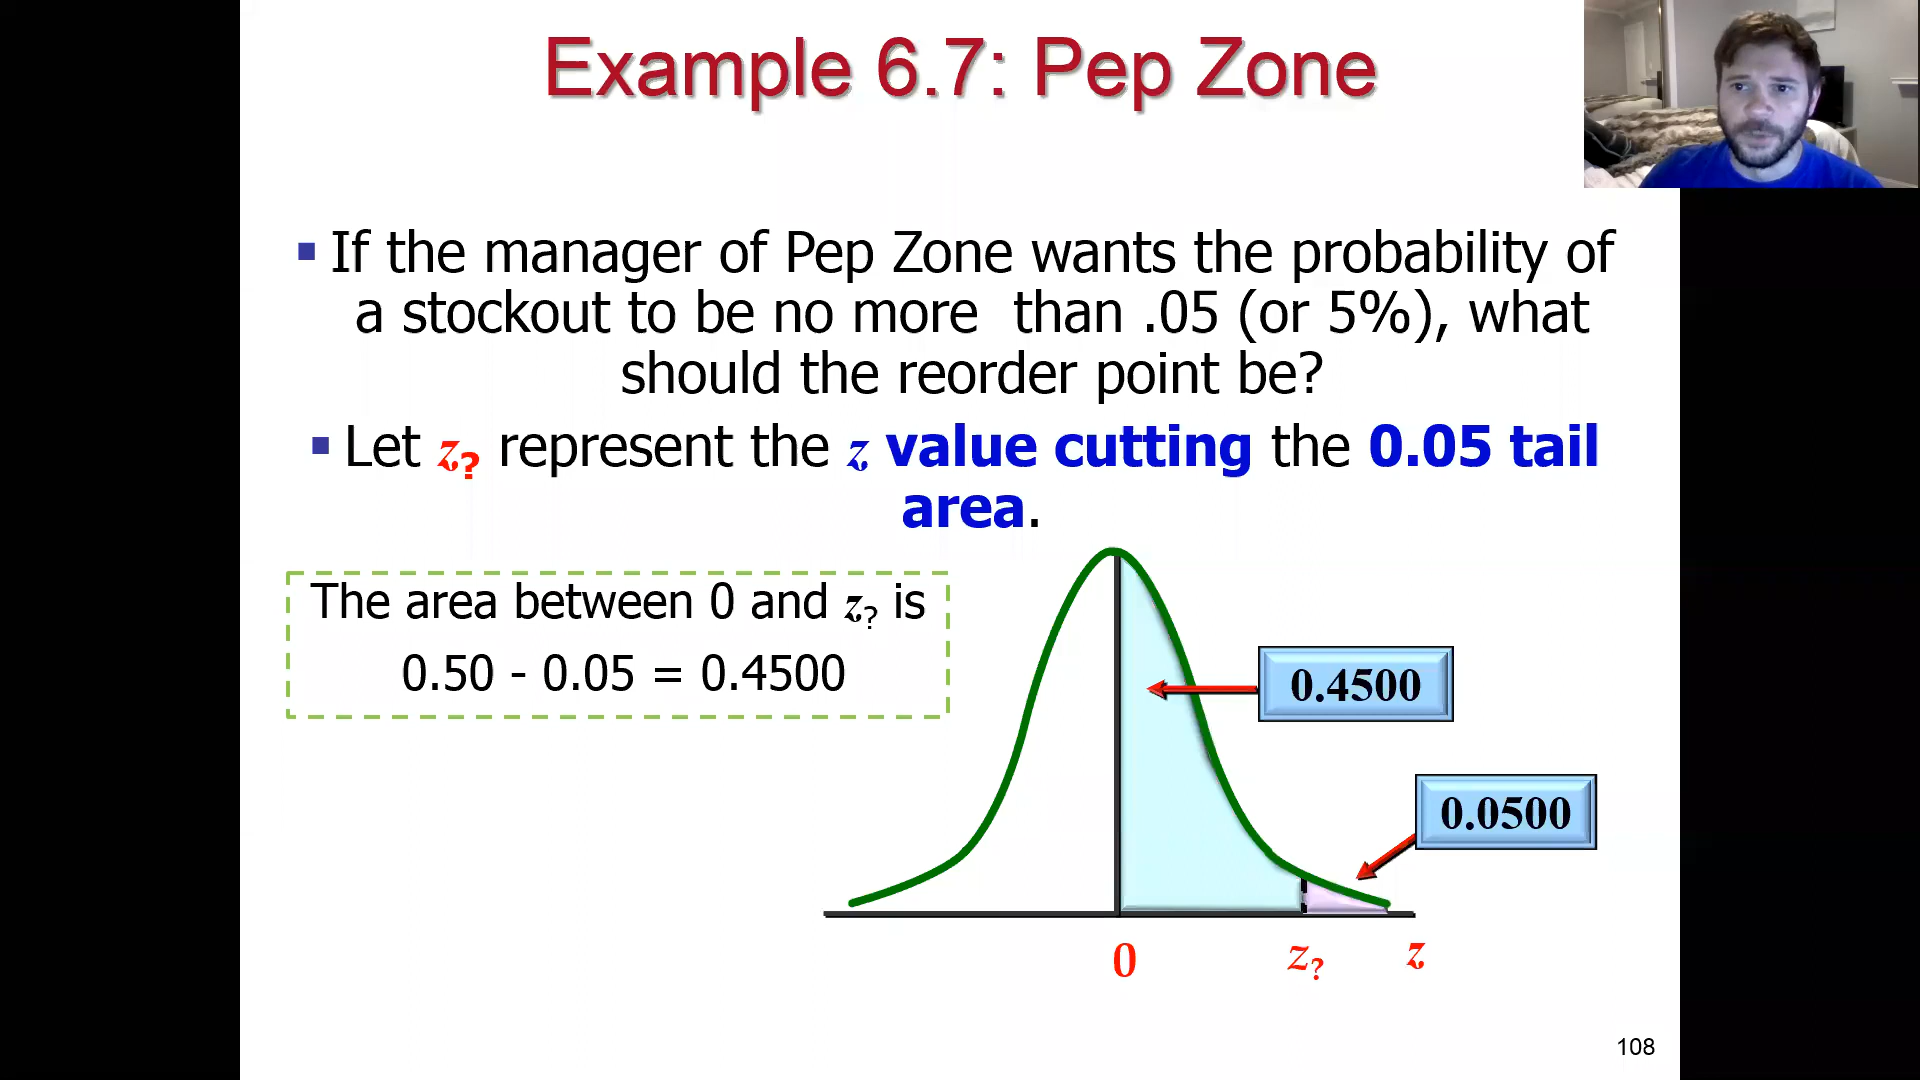 Example 6.7: Pep Zone
▪ If the manager of Pep Zone wants the probability of
a stockout to be no more  than .05 (or 5%), what
should the reorder point be?
▪ Let z? represent the z value cutting the 0.05 tail
area.
The area between 0 and z? is
0.50 - 0.05 = 0.4500
0.4500
0.0500
0
z?
z
108